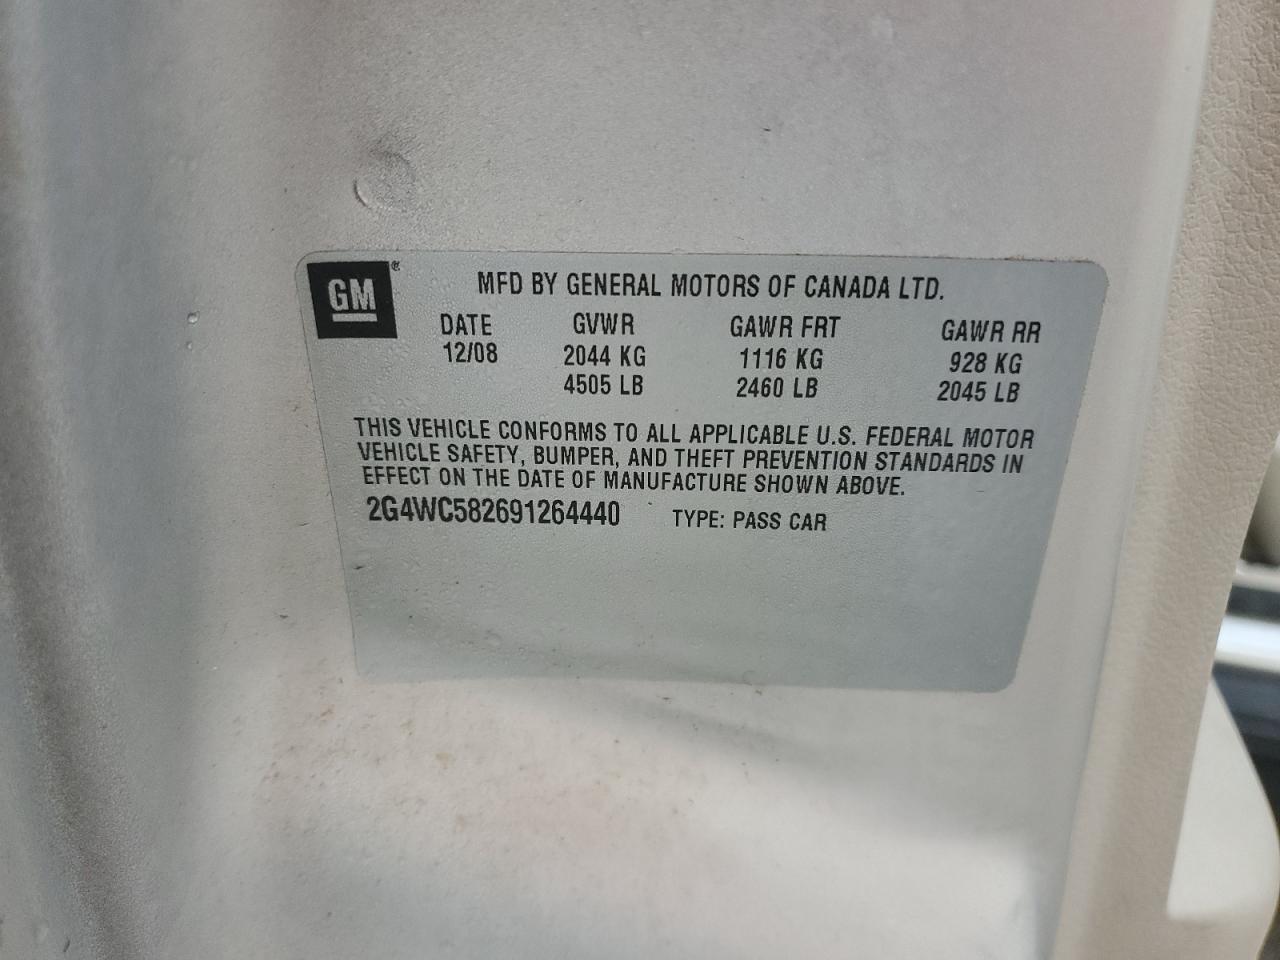 GM®
MFD BY GENERAL MOTORS OF CANADA LTD.
DATE GVWR GAWR FRT GAWR RR
12/08 2044 KG 1116 KG 928 KG
4505 LB 2460 LB 2045 LB
THIS VEHICLE CONFORMS TO ALL APPLICABLE U.S. FEDERAL MOTOR
VEHICLE SAFETY, BUMPER, AND THEFT PREVENTION STANDARDS IN
EFFECT ON THE DATE OF MANUFACTURE SHOWN ABOVE.
2G4WC582691264440 TYPE: PASS CAR